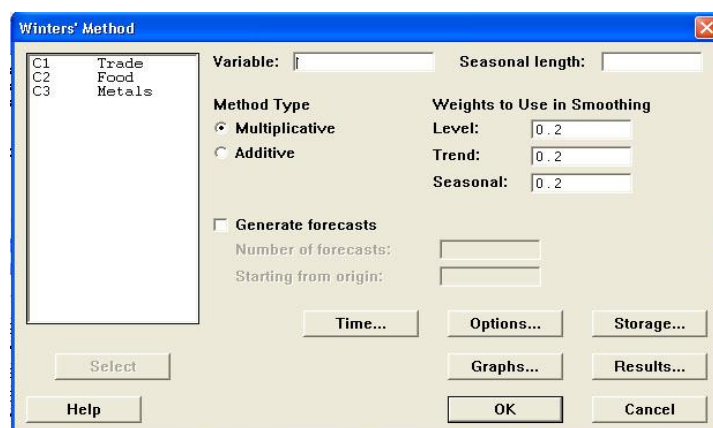 Winters' Method
C1 Trade
C2 Food
C3 Metals
Variable:
Seasonal length:
Method Type
Multiplicative
Additive
Weights to Use in Smoothing
Level: 0.2
Trend: 0.2
Seasonal: 0.2
Generate forecasts
Number of forecasts:
Starting from origin:
Time...
Options...
Storage...
Select
Graphs...
Results...
Help
OK
Cancel